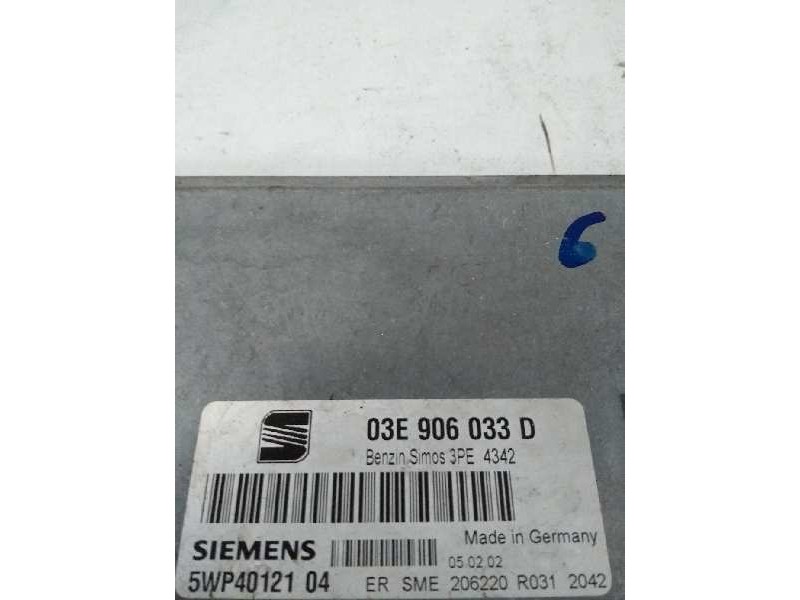 6
03E 906 033 D
Benzin Simos 3PE 4342
Made in Germany
SIEMENS
05.02.02
5WP40121 04 ER SME 206220 R031 2042